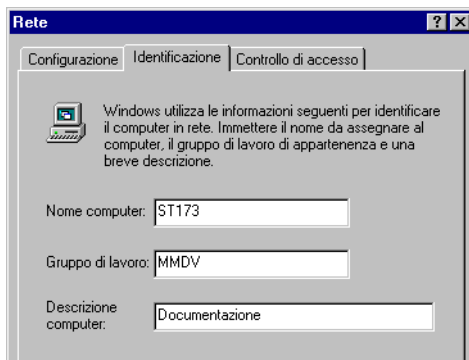 Rete
Configurazione Identificazione Controllo di accesso
Windows utilizza le informazioni seguenti per identificare
il computer in rete. Immettere il nome da assegnare al
computer, il gruppo di lavoro di appartenenza e una
breve descrizione.
Nome computer: ST173
Gruppo di lavoro: MMDV
Descrizione
computer: Documentazione